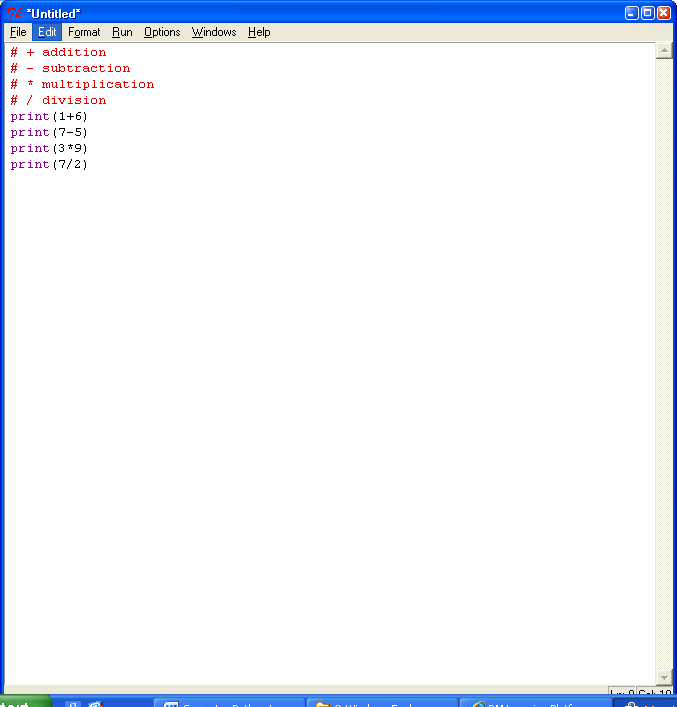 *Untitled*
File Edit Format Run Options Windows Help
# + addition
# - subtraction
# * multiplication
# / division
print(1+6)
print(7-5)
print(3*9)
print(7/2)